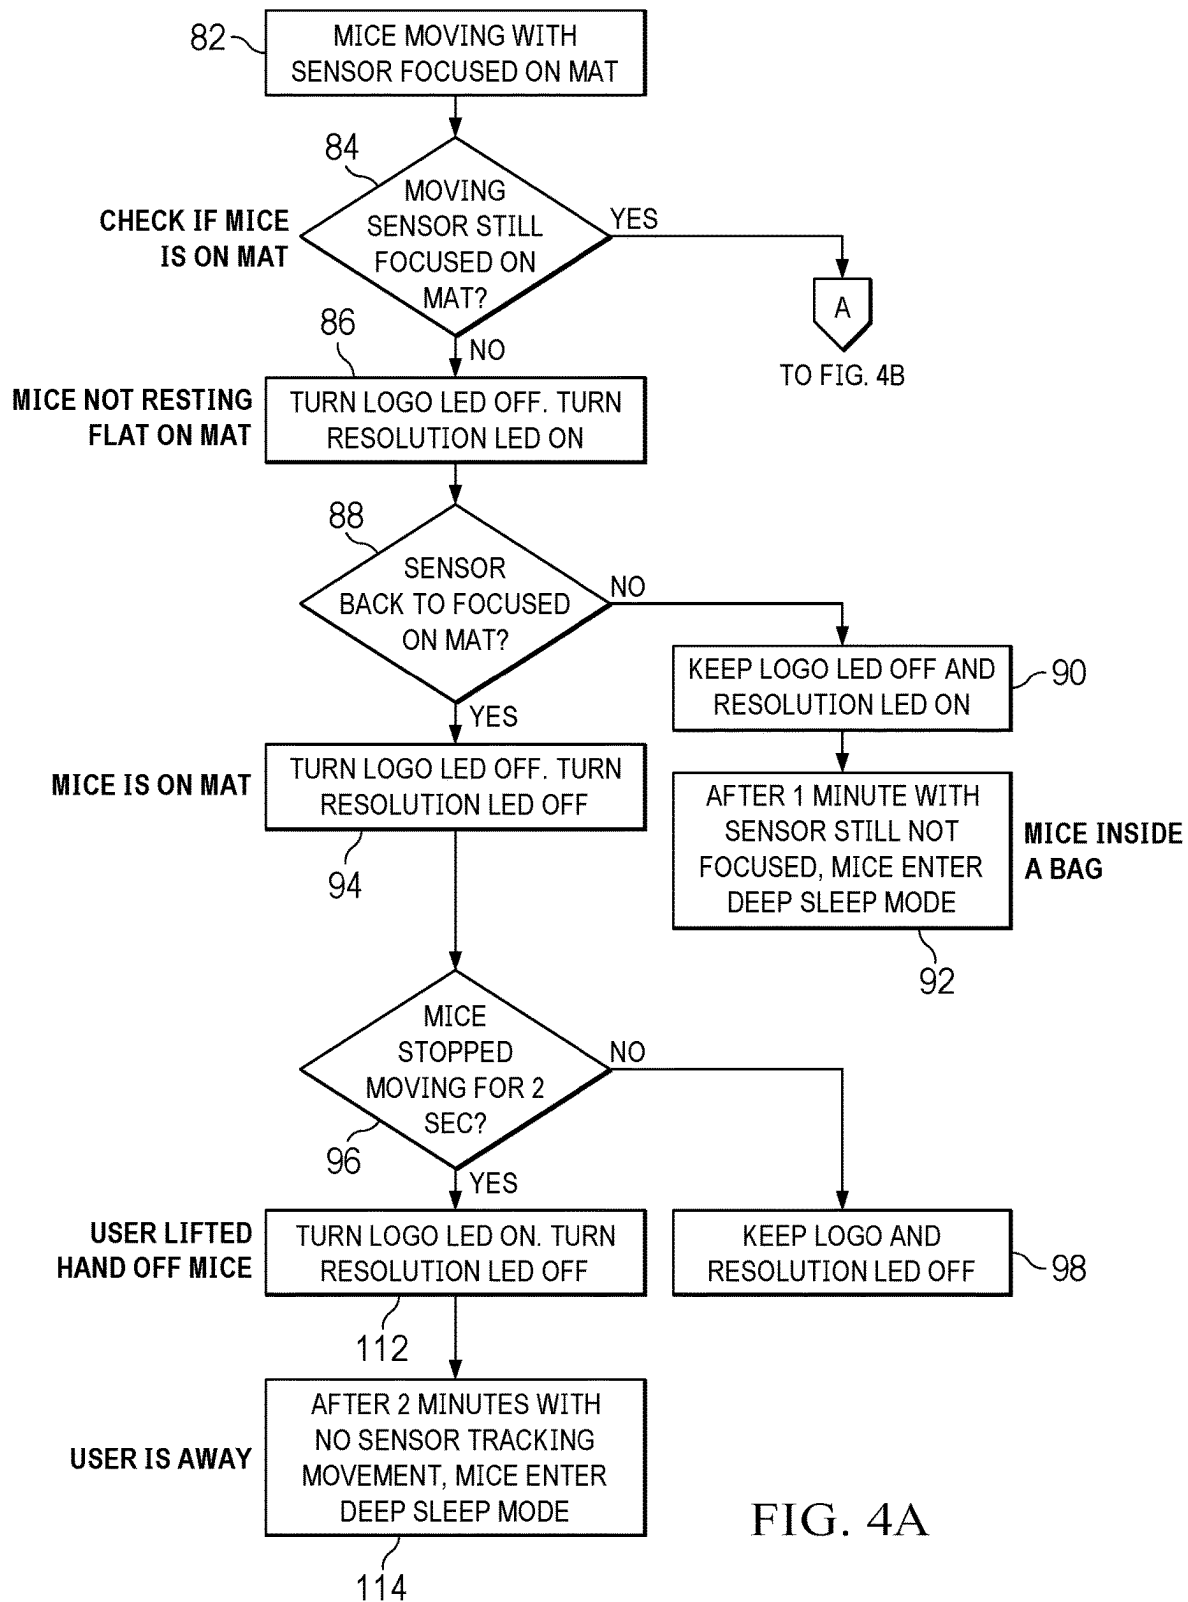 82
MICE MOVING WITH
SENSOR FOCUSED ON MAT
84
CHECK IF MICE
IS ON MAT
MOVING
SENSOR STILL
FOCUSED ON
MAT?
YES
A
TO FIG. 4B
NO
86
MICE NOT RESTING
FLAT ON MAT
TURN LOGO LED OFF. TURN
RESOLUTION LED ON
88
SENSOR
BACK TO FOCUSED
ON MAT?
NO
KEEP LOGO LED OFF AND
RESOLUTION LED ON
90
YES
MICE IS ON MAT
TURN LOGO LED OFF. TURN
RESOLUTION LED OFF
94
AFTER 1 MINUTE WITH
SENSOR STILL NOT
FOCUSED, MICE ENTER
DEEP SLEEP MODE
MICE INSIDE
A BAG
92
MICE
STOPPED
MOVING FOR 2
SEC?
NO
96
YES
USER LIFTED
HAND OFF MICE
TURN LOGO LED ON. TURN
RESOLUTION LED OFF
KEEP LOGO AND
RESOLUTION LED OFF
98
112
USER IS AWAY
AFTER 2 MINUTES WITH
NO SENSOR TRACKING
MOVEMENT, MICE ENTER
DEEP SLEEP MODE
114
FIG. 4A